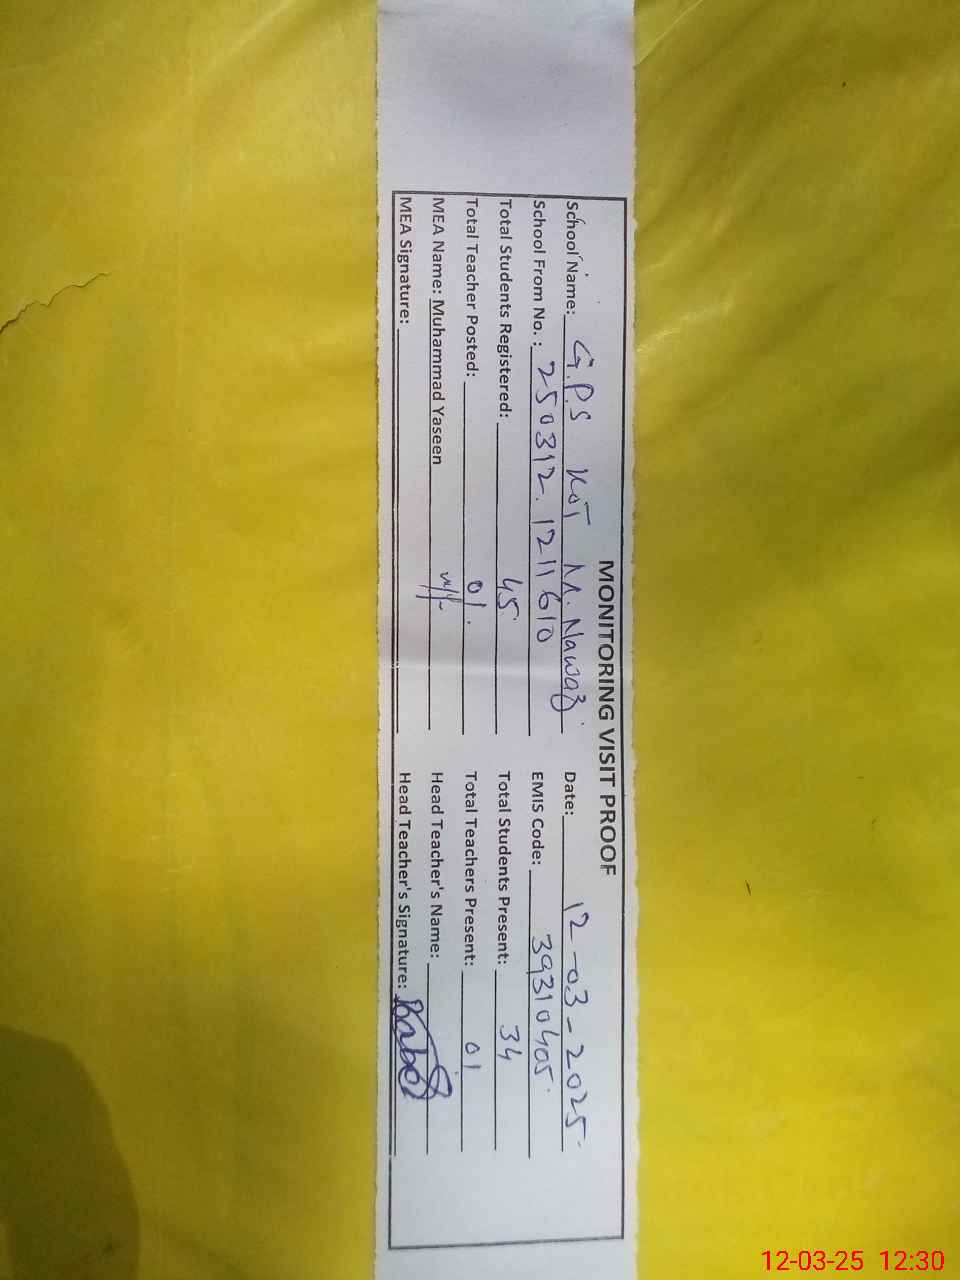 MONITORING VISIT PROOF
School Name: G.P.S KOT M. Nawaz Date: 12-03-2025
School From No. : 250312.1211610 EMIS Code: 39310405
Total Students Registered: 45 Total Students Present: 34
Total Teacher Posted: 01 Total Teachers Present: 01
MEA Name: Muhammad Yaseen Head Teacher's Name:
MEA Signature: Head Teacher's Signature:
12-03-25 12:30